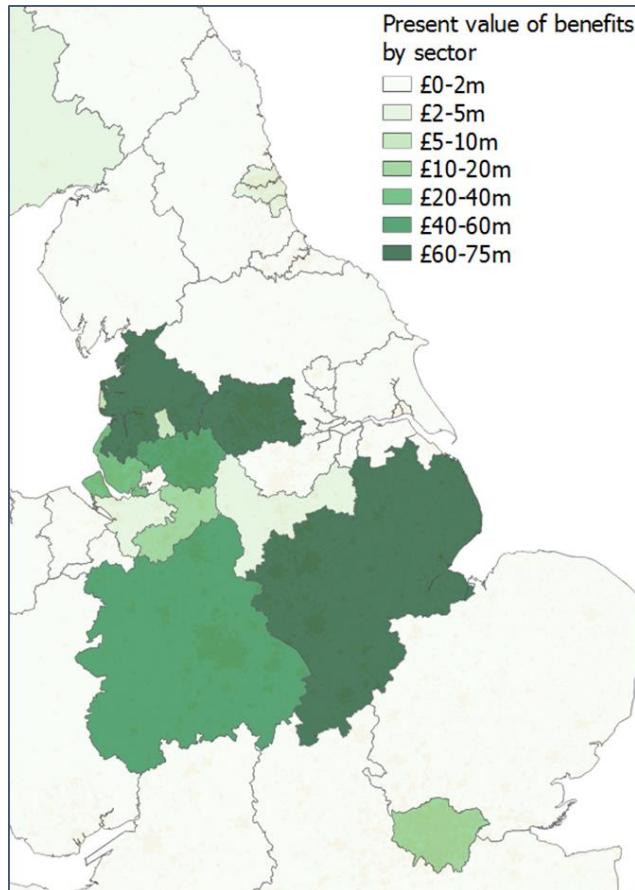 Present value of benefits
by sector
£0-2m
£2-5m
£5-10m
£10-20m
£20-40m
£40-60m
£60-75m